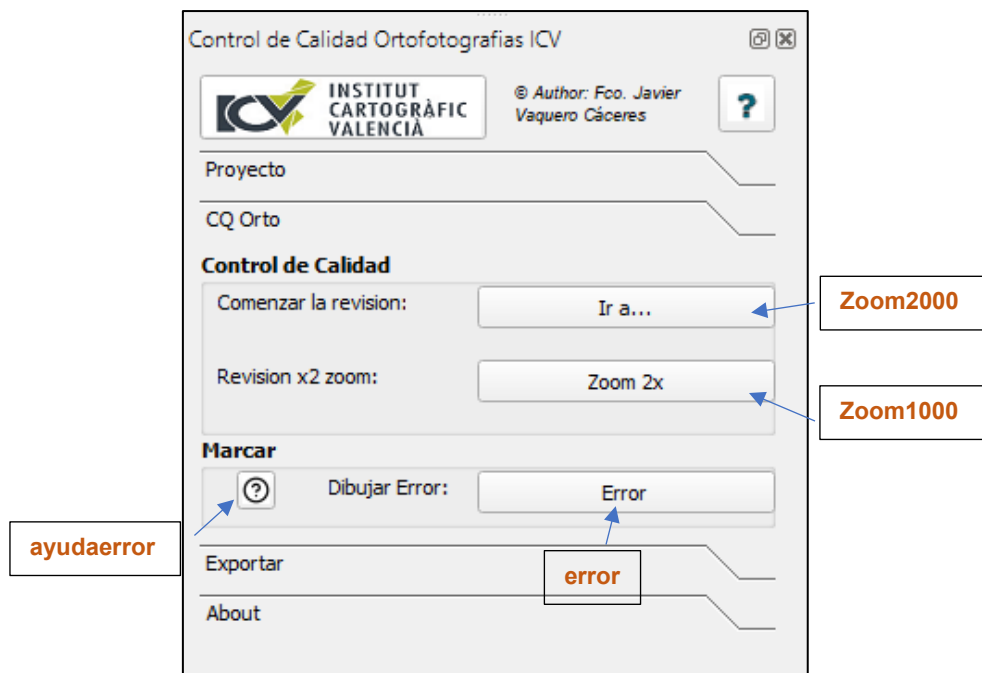 Control de Calidad Ortofotografias ICV
ICV
INSTITUT
CARTOGRÀFIC
VALENCIÀ
© Author: Fco. Javier
Vaquero Cáceres
?
Proyecto
CQ Orto
Control de Calidad
Comenzar la revision:
Ir a...
Zoom2000
Revision x2 zoom:
Zoom 2x
Zoom1000
Marcar
?
Dibujar Error:
Error
ayudaerror
error
Exportar
About